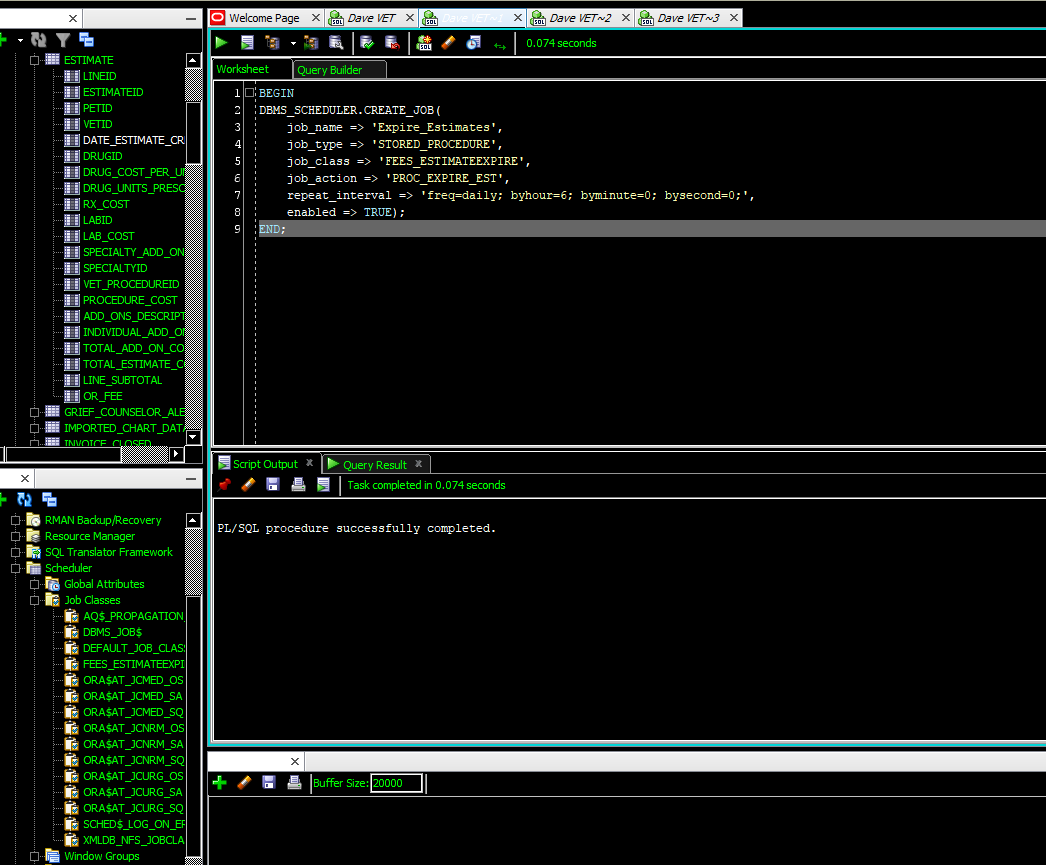 Welcome Page
Dave VET
Dave VET~1
Dave VET~2
Dave VET~3
0.074 seconds
Worksheet
Query Builder
1 BEGIN
2 DBMS_SCHEDULER.CREATE_JOB(
3 job_name => 'Expire_Estimates',
4 job_type => 'STORED_PROCEDURE',
5 job_class => 'FEES_ESTIMATEEXPIRE',
6 job_action => 'PROC_EXPIRE_EST',
7 repeat_interval => 'freq=daily; byhour=6; byminute=0; bysecond=0;',
8 enabled => TRUE);
9 END;
ESTIMATE
LINEID
ESTIMATEID
PETID
VETID
DATE_ESTIMATE_CR
DRUGID
DRUG_COST_PER_U
DRUG_UNITS_PRESC
RX_COST
LABID
LAB_COST
SPECIALTY_ADD_ON
SPECIALTYID
VET_PROCEDUREID
PROCEDURE_COST
ADD_ONS_DESCRIPT
INDIVIDUAL_ADD_O
TOTAL_ADD_ON_CO
TOTAL_ESTIMATE_C
LINE_SUBTOTAL
OR_FEE
GRIEF_COUNSELOR_ALE
IMPORTED_CHART_DATA
INVOICE_CLOSED
Script Output
Query Result
Task completed in 0.074 seconds
PL/SQL procedure successfully completed.
RMAN Backup/Recovery
Resource Manager
SQL Translator Framework
Scheduler
Global Attributes
Job Classes
AQ$_PROPAGATION_
DBMS_JOB$
DEFAULT_JOB_CLAS
FEES_ESTIMATEEXPI
ORA$AT_JCMED_OS
ORA$AT_JCMED_SA
ORA$AT_JCMED_SQ
ORA$AT_JCNRM_OS
ORA$AT_JCNRM_SA
ORA$AT_JCNRM_SQ
ORA$AT_JCURG_OS
ORA$AT_JCURG_SA
ORA$AT_JCURG_SQ
SCHED$_LOG_ON_ER
XMLDB_NFS_JOBCLA
Window Groups
Buffer Size: 20000